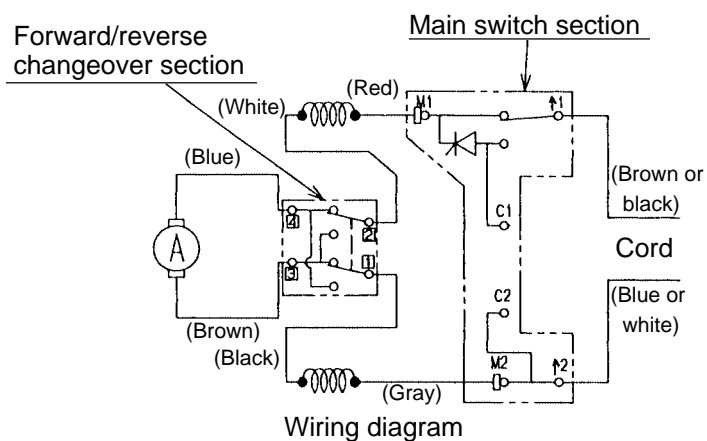 Forward/reverse
changeover section
Main switch section
(Red)
M1
↑1
(White)
(Blue)
4
2
C1
(Brown or
black)
A
1
Cord
3
C2
(Blue or
white)
(Brown)
(Black)
M2
↑2
(Gray)
Wiring diagram